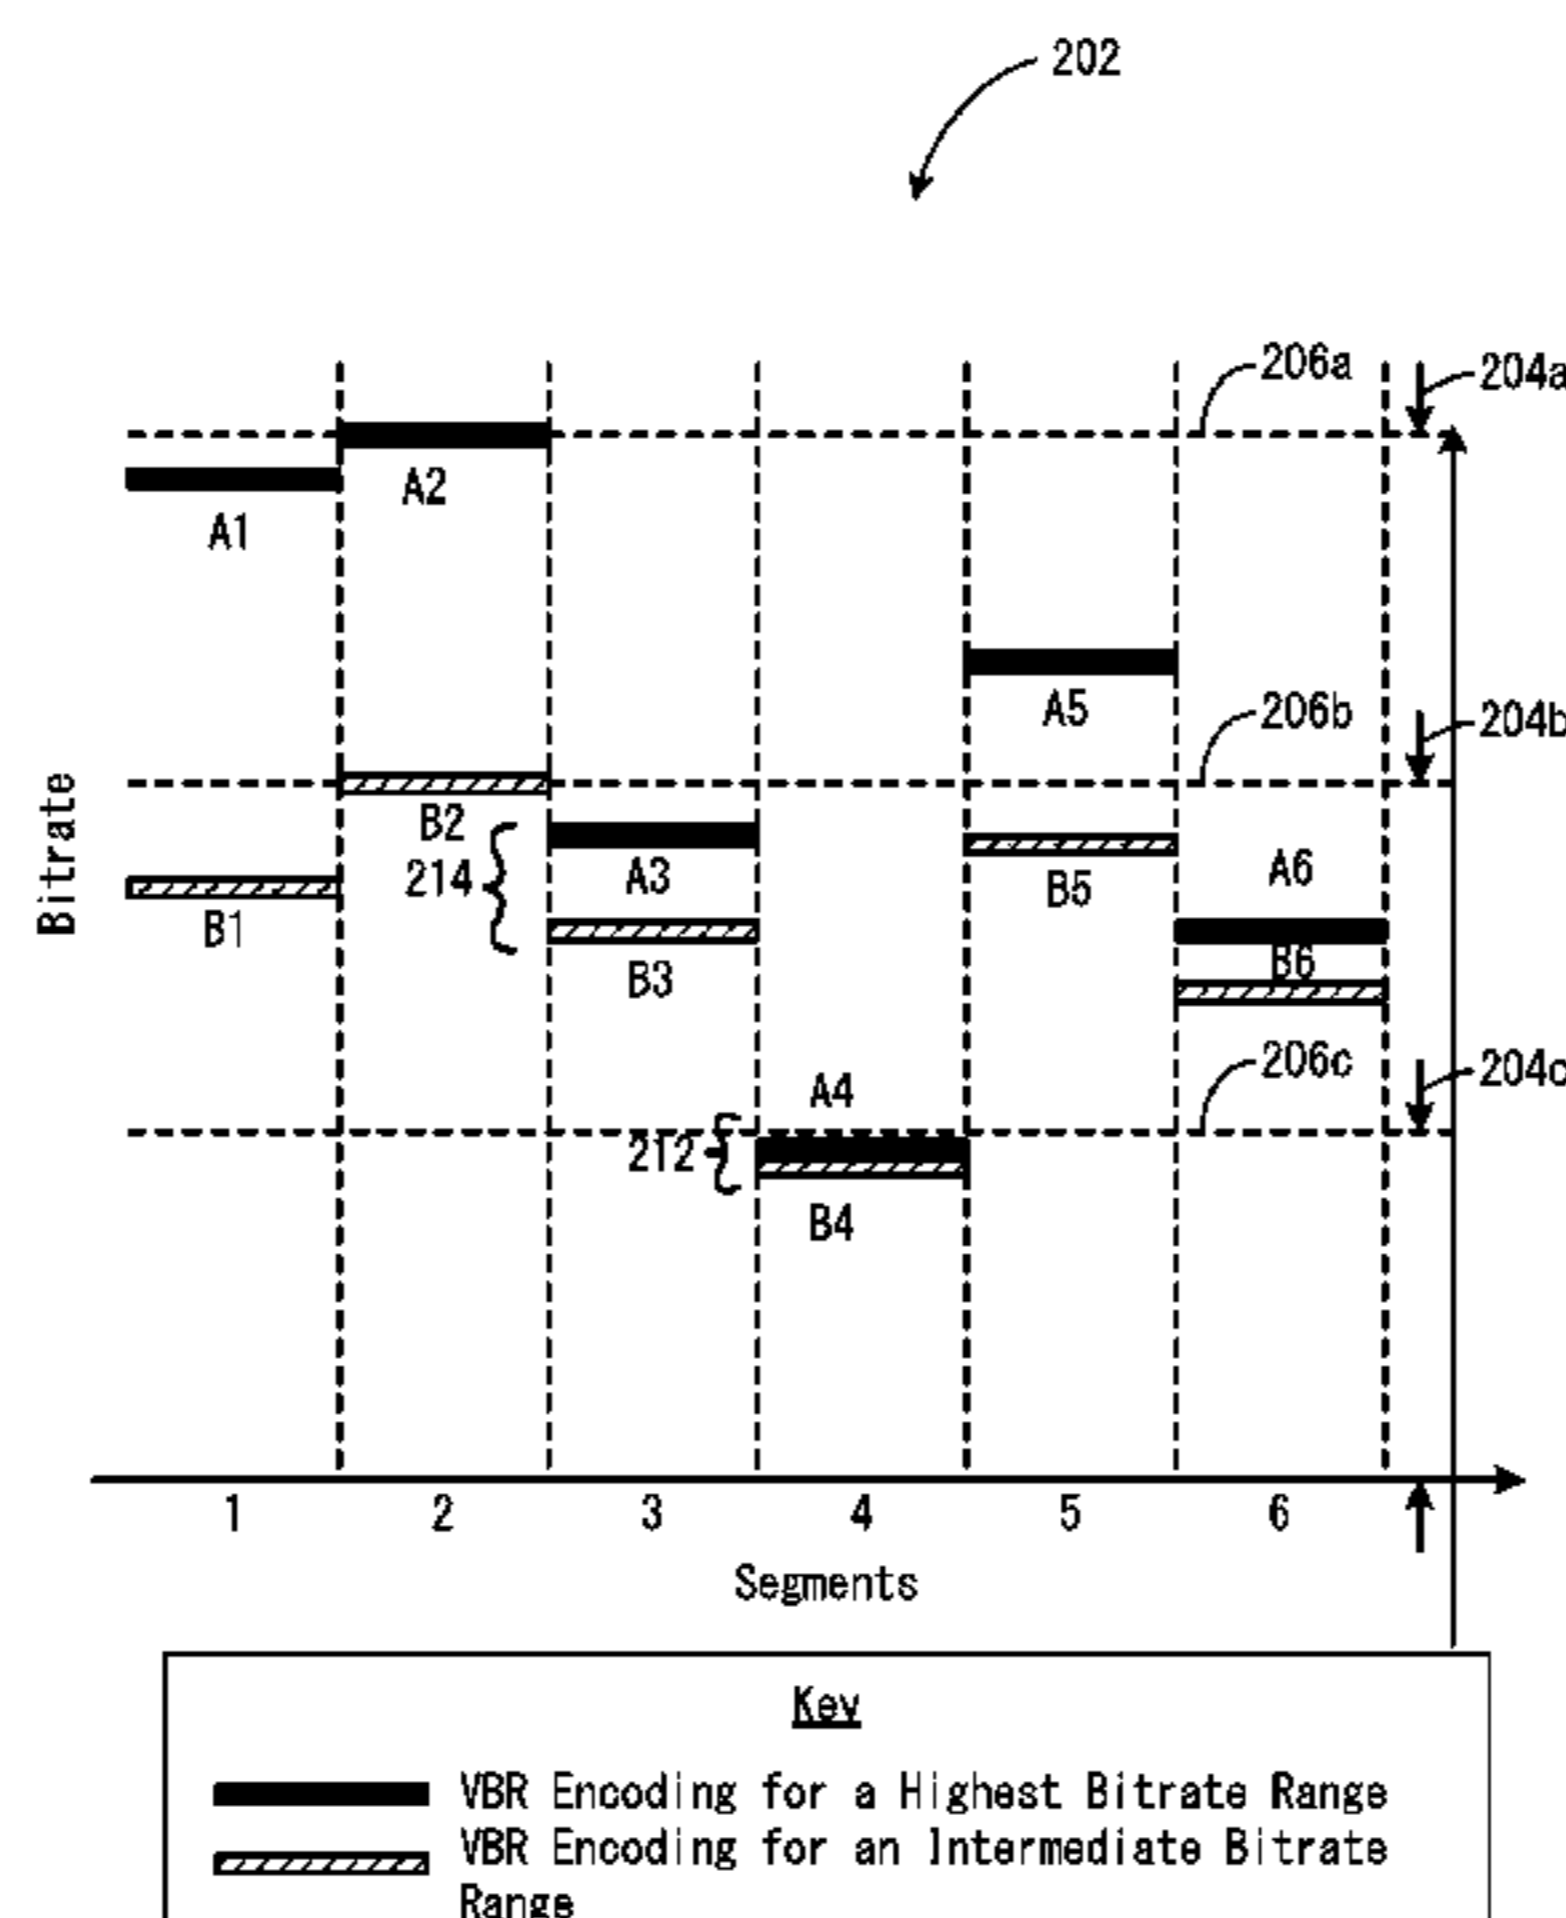 202
206a
204a
A2
A1
A5
206b
204b
B2
A3
214
B5
A6
B1
B3
B6
206c
204c
A4
212
B4
Bitrate
1 2 3 4 5 6
Segments
Key
VBR Encoding for a Highest Bitrate Range
VBR Encoding for an Intermediate Bitrate
Range